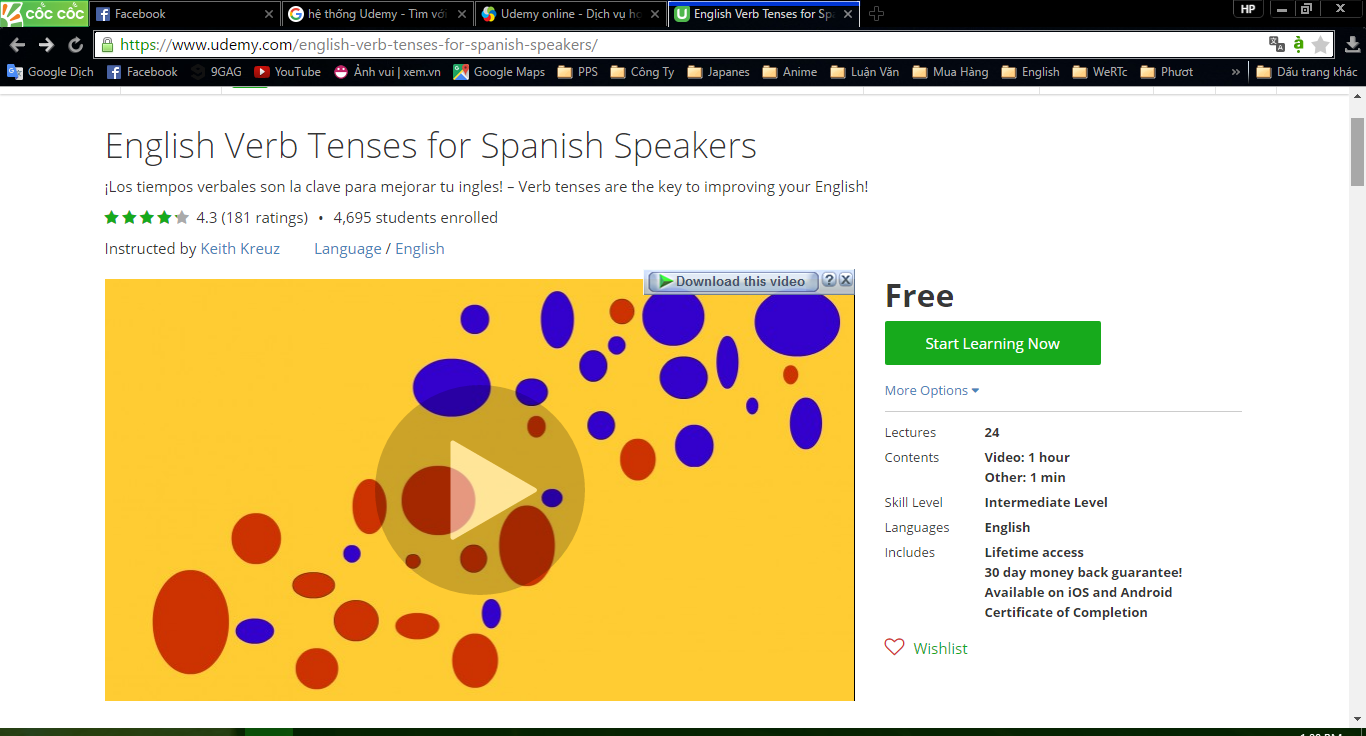 cốc cốc
Facebook
hệ thống Udemy - Tìm với
Udemy online - Dịch vụ họ
English Verb Tenses for Spa
HP
https://www.udemy.com/english-verb-tenses-for-spanish-speakers/
Google Dịch
Facebook
9GAG
YouTube
Ảnh vui | xem.vn
Google Maps
PPS
Công Ty
Japanes
Anime
Luận Văn
Mua Hàng
English
WeRTc
Phượt
»
Dấu trang khác
English Verb Tenses for Spanish Speakers
¡Los tiempos verbales son la clave para mejorar tu ingles! – Verb tenses are the key to improving your English!
4.3 (181 ratings) • 4,695 students enrolled
Instructed by Keith Kreuz Language / English
Download this video ? X
Free
Start Learning Now
More Options
Lectures 24
Contents Video: 1 hour
Other: 1 min
Skill Level Intermediate Level
Languages English
Includes Lifetime access
30 day money back guarantee!
Available on iOS and Android
Certificate of Completion
Wishlist